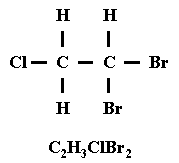 H H
Cl – C – C – Br
H Br
C₂H₃ClBr₂